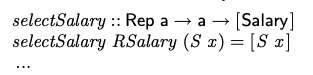 selectSalary :: Rep a → a → [Salary]
selectSalary RSalary (S x) = [S x]
...